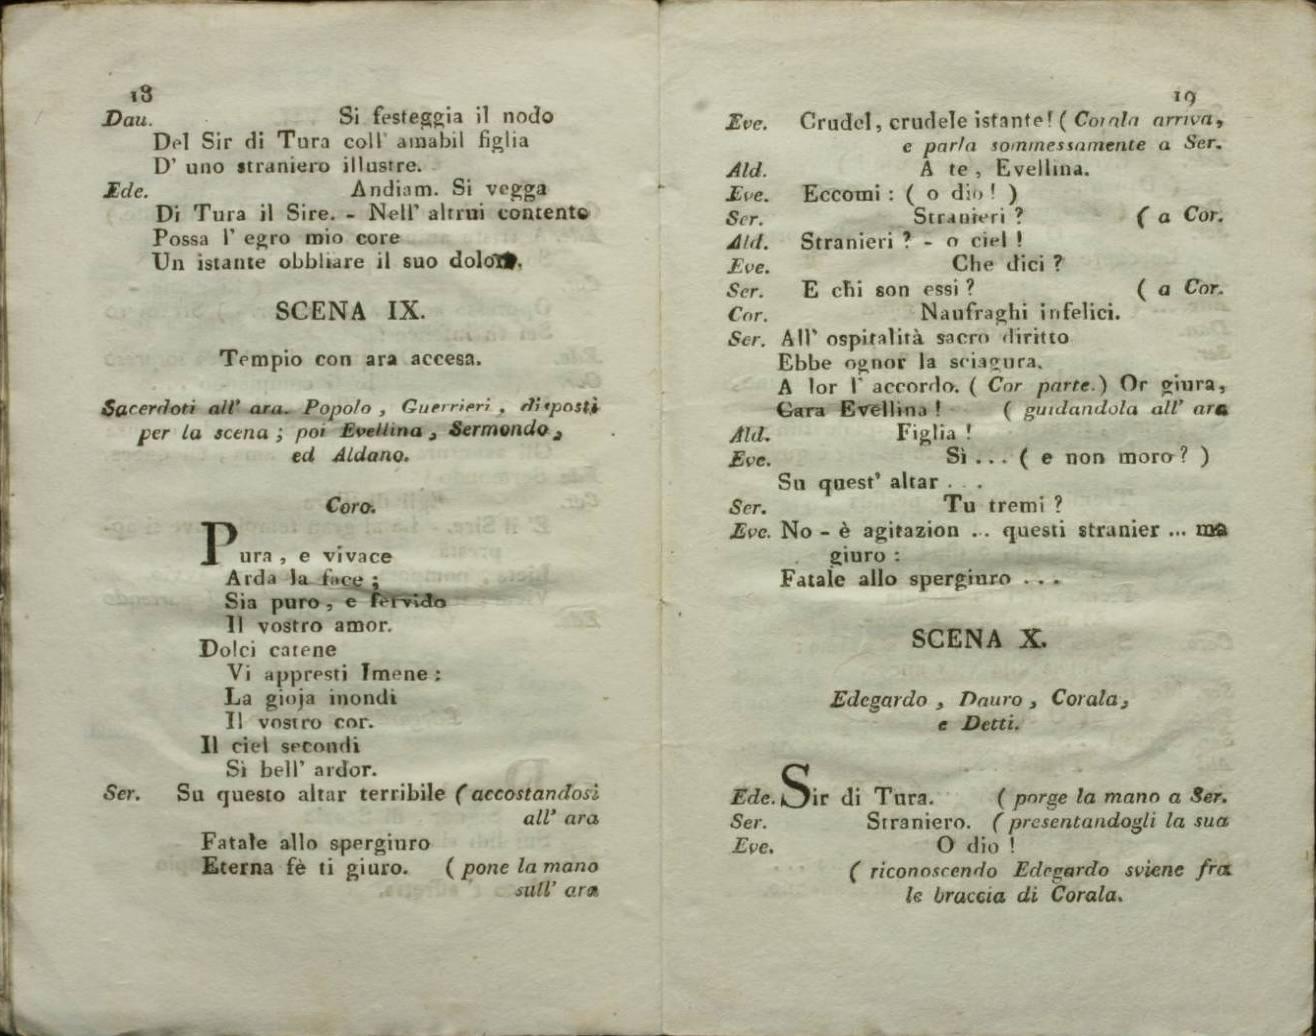 18
Dau. Si festeggia il nodo
Del Sir di Tura coll' amabil figlia
D' uno straniero illustre.
Ede. Andiam. Si vegga
Di Tura il Sire. - Nell' altrui contento
Possa l' egro mio core
Un istante obbliare il suo dolore.
SCENA IX.
Tempio con ara accesa.
Sacerdoti all' ara. Popolo, Guerrieri, disposti
per la scena; poi Evellina, Sermondo,
ed Aldano.
Coro.
Pura, e vivace
Arda la face;
Sia puro, e fervido
Il vostro amor.
Dolci catene
Vi appresti Imene:
La gioja inondi
Il vostro cor.
Il ciel secondi
Sì bell' ardor.
Ser. Su questo altar terribile (accostandosi
all' ara
Fatale allo spergiuro
Eterna fè ti giuro. (pone la mano
sull' ara
19
Eve. Crudel, crudele istante! (Corala arriva,
e parla sommessamente a Ser.
Ald. A te, Evellina.
Eve. Eccomi: (o dio!)
Ser. Stranieri? (a Cor.
Ald. Stranieri? - o ciel!
Eve. Che dici?
Ser. E chi son essi? (a Cor.
Cor. Naufraghi infelici.
Ser. All' ospitalità sacro diritto
Ebbe ognor la sciagura.
A lor l' accordo. (Cor parte.) Or giura,
Cara Evellina! (guidandola all' ara
Ald. Figlia!
Eve. Sì... (e non moro?)
Su quest' altar...
Ser. Tu tremi?
Eve. No - è agitazion ... questi stranier ... ma
giuro:
Fatale allo spergiuro...
SCENA X.
Edegardo, Dauro, Corala,
e Detti.
Ede. Sir di Tura. (porge la mano a Ser.
Ser. Straniero. (presentandogli la sua
Eve. O dio!
(riconoscendo Edegardo sviene fra
le braccia di Corala.